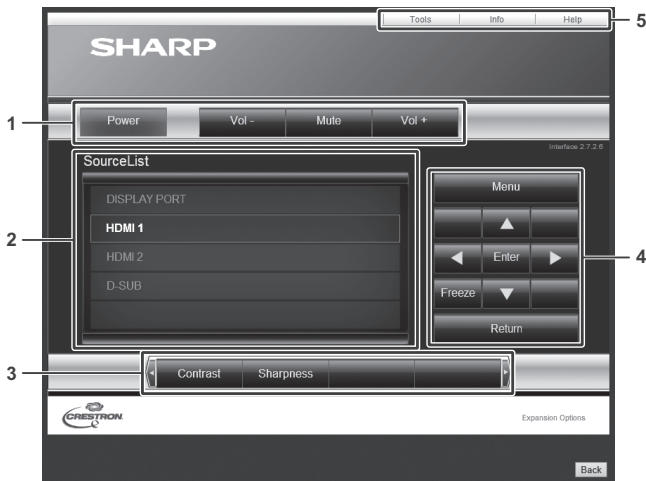 Tools Info Help
5
SHARP
1
Power Vol - Mute Vol +
Interface 2.7.2.6
SourceList
Menu
DISPLAY PORT
HDMI 1
2
HDMI 2
Enter
4
D-SUB
Freeze
Return
3
Contrast Sharpness
CRESTRON
Expansion Options
Back